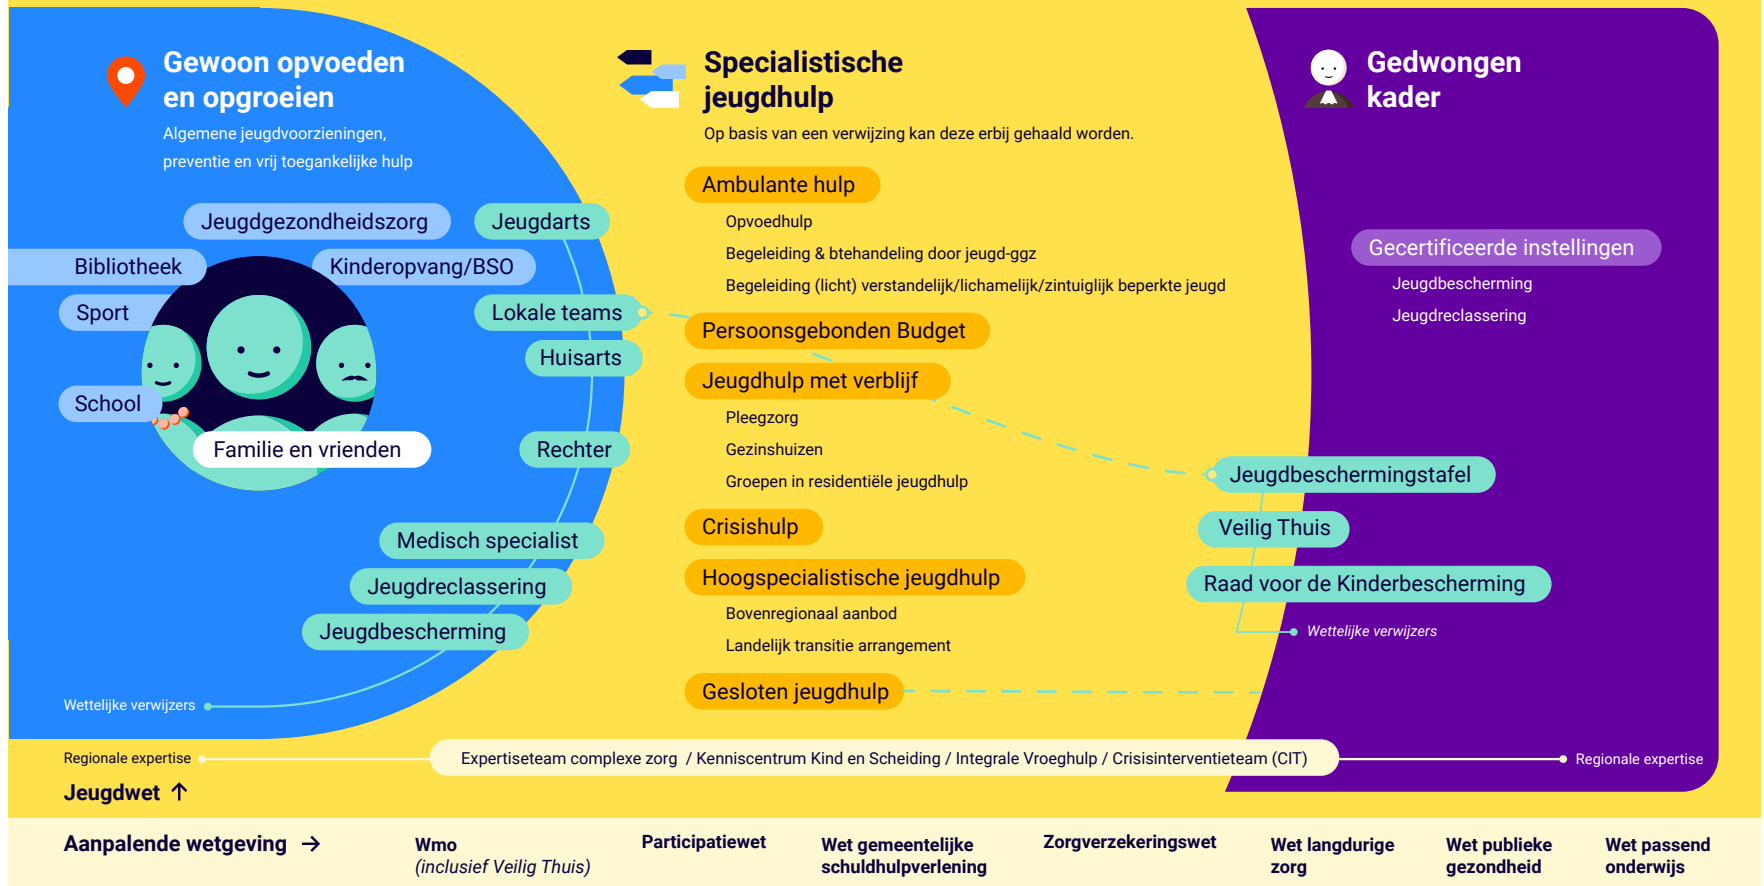 Gewoon opvoeden
en opgroeien
Algemene jeugdvoorzieningen,
preventie en vrij toegankelijke hulp
Jeugdgezondheidszorg
Jeugdarts
Bibliotheek
Kinderopvang/BSO
Sport
Lokale teams
Huisarts
School
Familie en vrienden
Rechter
Medisch specialist
Jeugdreclassering
Jeugdbescherming
Wettelijke verwijzers
Specialistische
jeugdhulp
Op basis van een verwijzing kan deze erbij gehaald worden.
Ambulante hulp
Opvoedhulp
Begeleiding & btehandeling door jeugd-ggz
Begeleiding (licht) verstandelijk/lichamelijk/zintuiglijk beperkte jeugd
Persoonsgebonden Budget
Jeugdhulp met verblijf
Pleegzorg
Gezinshuizen
Groepen in residentiële jeugdhulp
Crisishulp
Hoogspecialistische jeugdhulp
Bovenregionaal aanbod
Landelijk transitie arrangement
Gesloten jeugdhulp
Gedwongen
kader
Gecertificeerde instellingen
Jeugdbescherming
Jeugdreclassering
Jeugdbeschermingstafel
Veilig Thuis
Raad voor de Kinderbescherming
Wettelijke verwijzers
Regionale expertise
Expertiseteam complexe zorg / Kenniscentrum Kind en Scheiding / Integrale Vroeghulp / Crisisinterventieteam (CIT)
Regionale expertise
Jeugdwet ↑
Aanpalende wetgeving →
Wmo
(inclusief Veilig Thuis)
Participatiewet
Wet gemeentelijke
schuldhulpverlening
Zorgverzekeringswet
Wet langdurige
zorg
Wet publieke
gezondheid
Wet passend
onderwijs